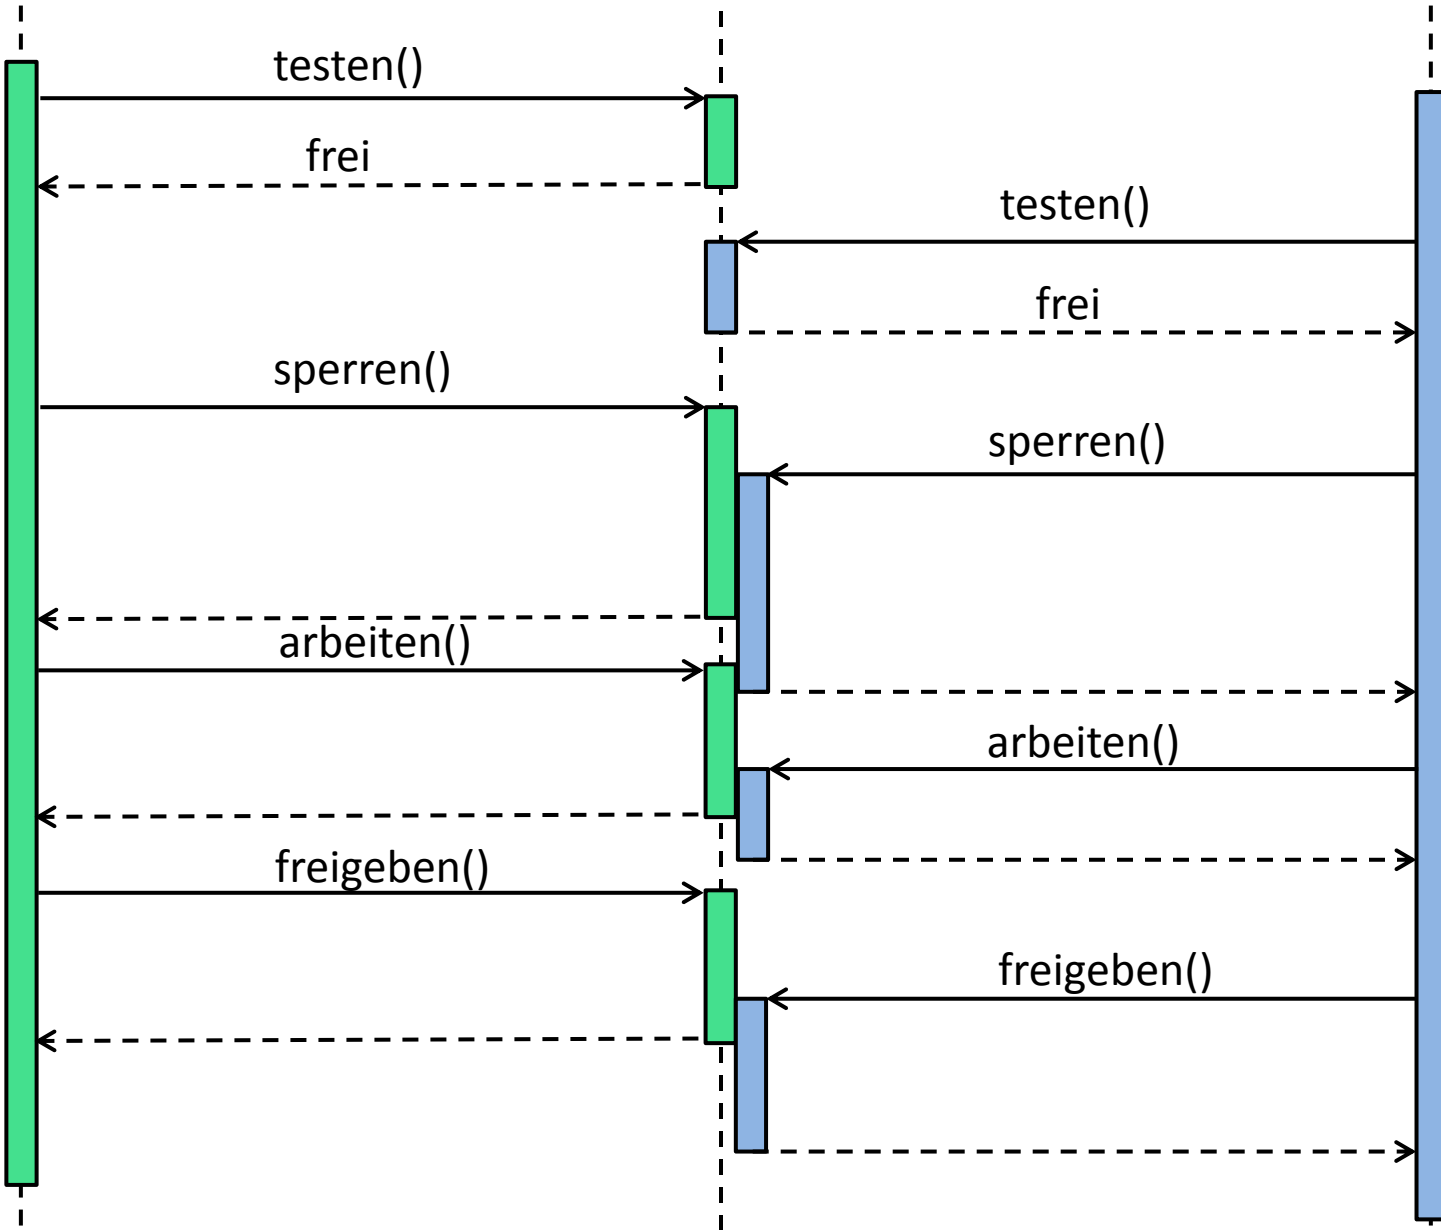 testen()
frei
testen()
frei
sperren()
sperren()
arbeiten()
arbeiten()
freigeben()
freigeben()